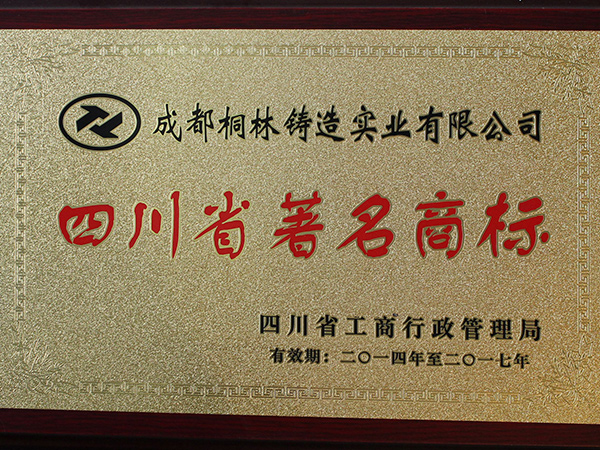 成都桐林铸造实业有限公司
四川省著名商标
四川省工商行政管理局
有效期：二〇一四年至二〇一七年